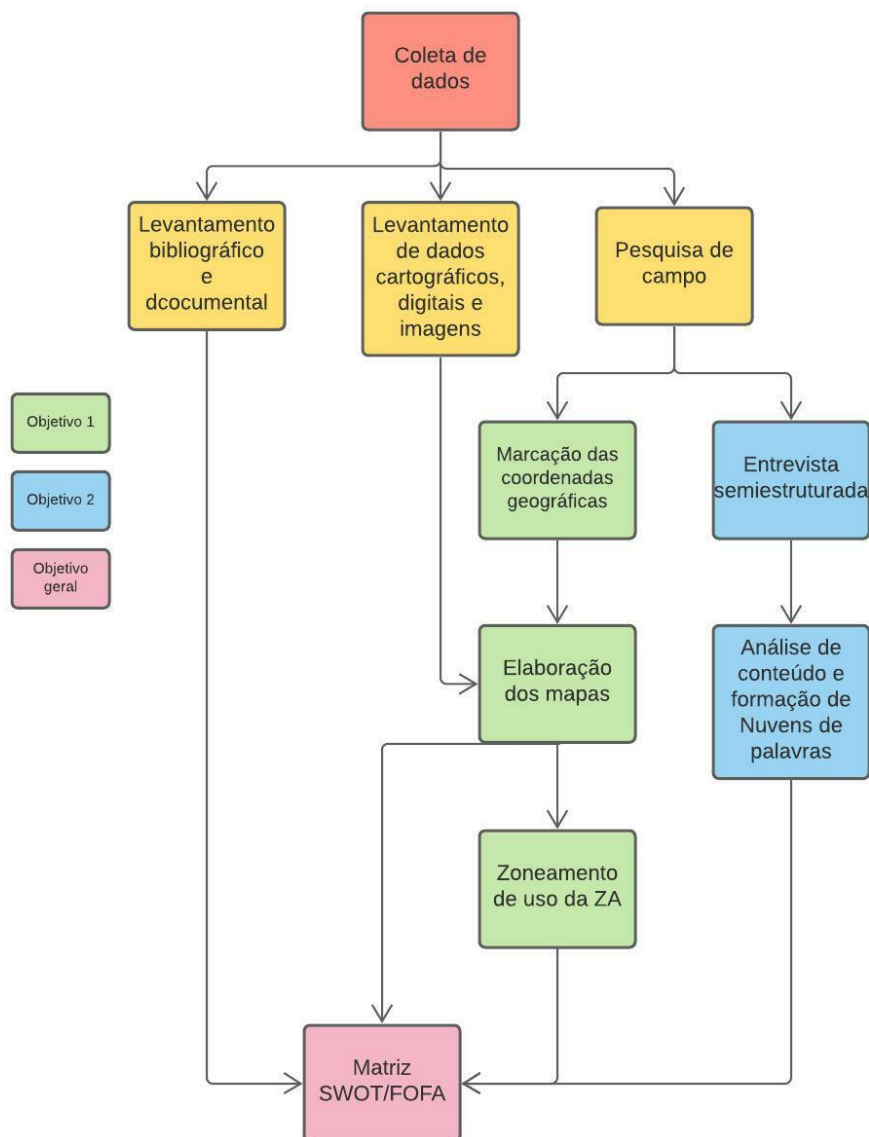 Coleta de
dados
Levantamento
bibliográfico
e
dcocumental
Levantamento
de dados
cartográficos,
digitais e
imagens
Pesquisa de
campo
Objetivo 1
Objetivo 2
Objetivo
geral
Marcação das
coordenadas
geográficas
Entrevista
semiestruturada
Elaboração
dos mapas
Análise de
conteúdo e
formação de
Nuvens de
palavras
Zoneamento
de uso da ZA
Matriz
SWOT/FOFA